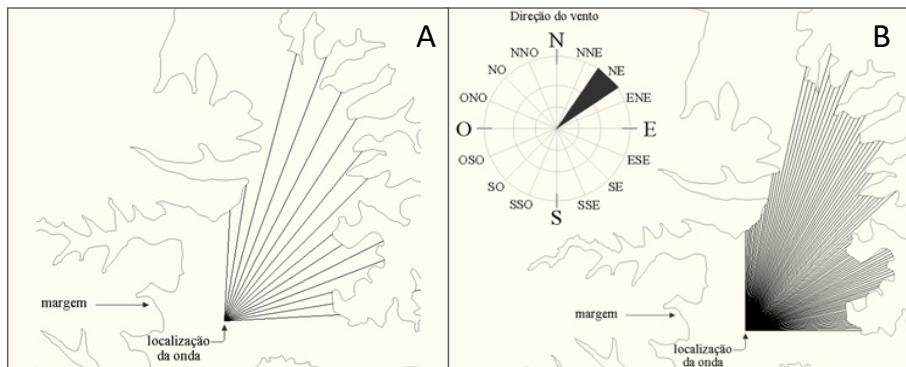 A
margem
localização
da onda
Direção do vento
B
N
NNO
NNE
NO
NE
ONO
ENE
O
E
OSO
ESE
SO
SE
SSO
SSE
S
margem
localização
da onda